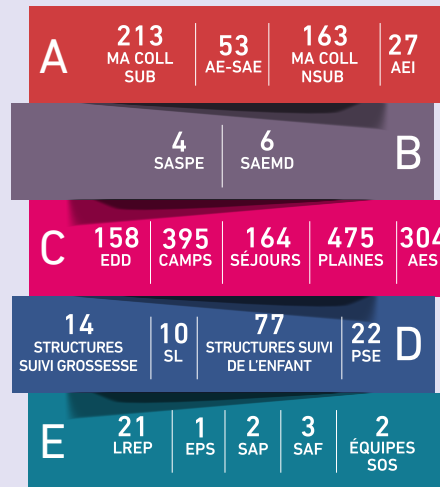 A
213
MA COLL
SUB
53
AE-SAE
163
MA COLL
NSUB
27
AEI
4
SASPE
6
SAEMD
B
C
158
EDD
395
CAMPS
164
SÉJOURS
475
PLAINES
304
AES
14
STRUCTURES
SUIVI GROSSESSE
10
SL
77
STRUCTURES SUIVI
DE L'ENFANT
22
PSE
D
E
21
LREP
1
EPS
2
SAP
3
SAF
2
ÉQUIPES
SOS